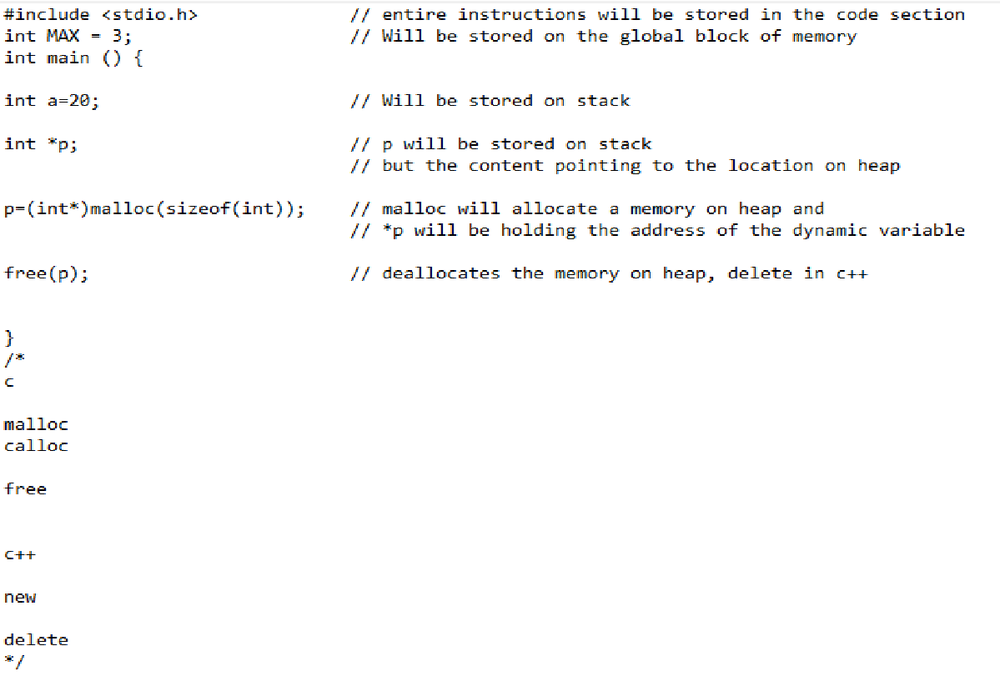 #include <stdio.h> // entire instructions will be stored in the code section
int MAX = 3; // Will be stored on the global block of memory
int main () {
int a=20; // Will be stored on stack
int *p; // p will be stored on stack
// but the content pointing to the location on heap
p=(int*)malloc(sizeof(int)); // malloc will allocate a memory on heap and
// *p will be holding the address of the dynamic variable
free(p); // deallocates the memory on heap, delete in c++
}
/*
c
malloc
calloc
free
c++
new
delete
*/